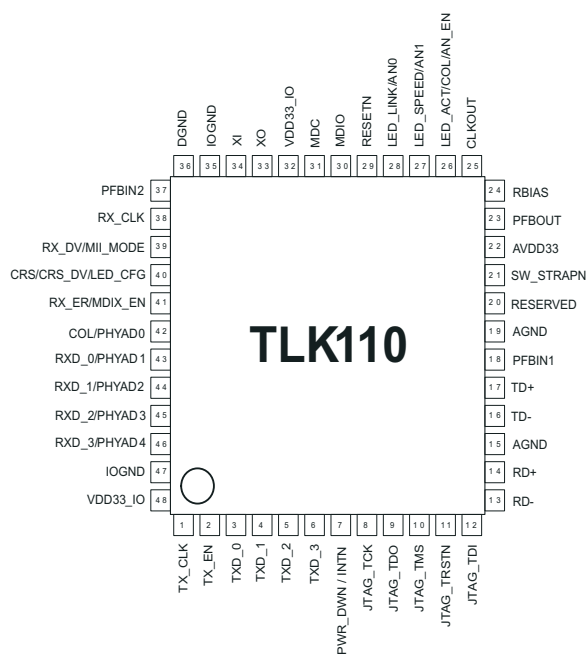 DGND
IOGND
XI
XO
VDD33_IO
MDC
MDIO
RESETN
LED_LINK/AN0
LED_SPEED/AN1
LED_ACT/COL/AN_EN
CLKOUT
36 35 34 33 32 31 30 29 28 27 26 25
PFBIN2 37
RX_CLK 38
RX_DV/MII_MODE 39
CRS/CRS_DV/LED_CFG 40
RX_ER/MDIX_EN 41
COL/PHYAD0 42
RXD_0/PHYAD1 43
RXD_1/PHYAD2 44
RXD_2/PHYAD3 45
RXD_3/PHYAD4 46
IOGND 47
VDD33_IO 48
TLK110
24 RBIAS
23 PFBOUT
22 AVDD33
21 SW_STRAPN
20 RESERVED
19 AGND
18 PFBIN1
17 TD+
16 TD-
15 AGND
14 RD+
13 RD-
1 2 3 4 5 6 7 8 9 10 11 12
TX_CLK
TX_EN
TXD_0
TXD_1
TXD_2
TXD_3
PWR_DWN / INTN
JTAG_TCK
JTAG_TDO
JTAG_TMS
JTAG_TRSTN
JTAG_TDI